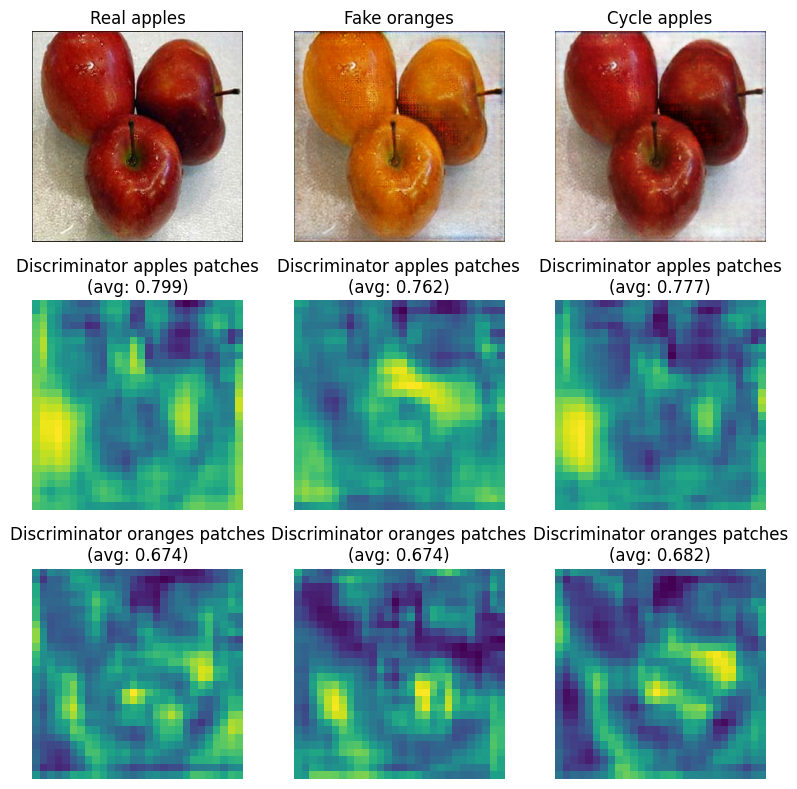 Real apples
Fake oranges
Cycle apples
Discriminator apples patches
(avg: 0.799)
Discriminator apples patches
(avg: 0.762)
Discriminator apples patches
(avg: 0.777)
Discriminator oranges patches
(avg: 0.674)
Discriminator oranges patches
(avg: 0.674)
Discriminator oranges patches
(avg: 0.682)